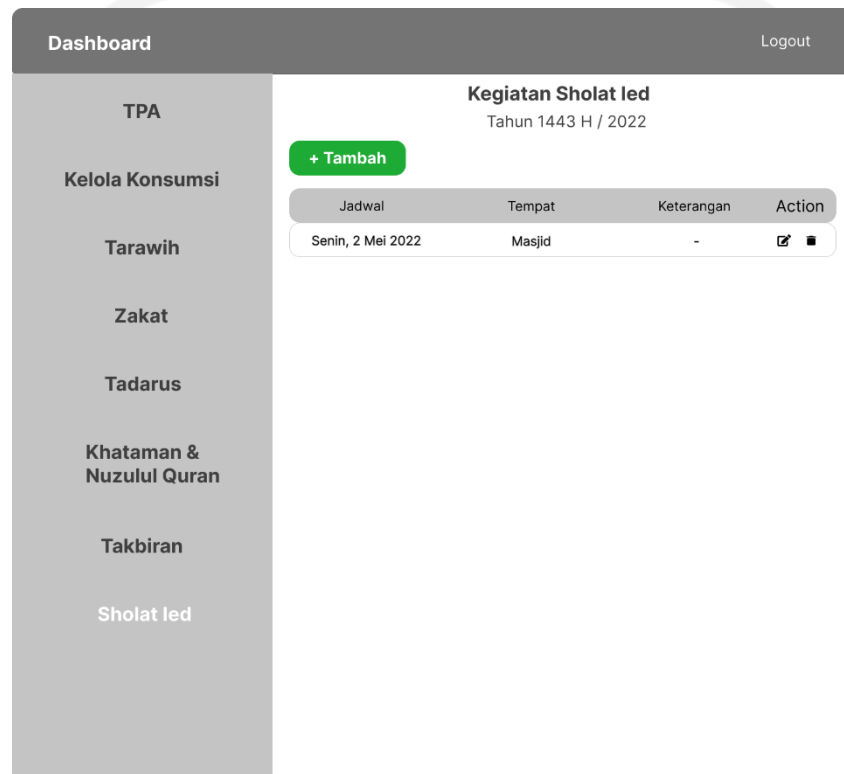 Dashboard
Logout
TPA
Kelola Konsumsi
Tarawih
Zakat
Tadarus
Khataman &
Nuzulul Quran
Takbiran
Sholat Ied
Kegiatan Sholat Ied
Tahun 1443 H / 2022
+ Tambah
Jadwal Tempat Keterangan Action
Senin, 2 Mei 2022 Masjid -